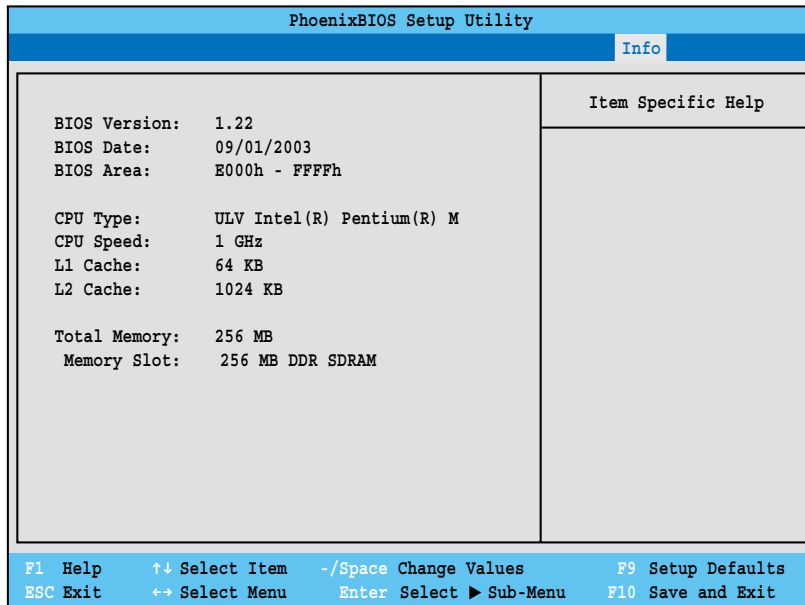 PhoenixBIOS Setup Utility
Info
Item Specific Help
BIOS Version: 1.22
BIOS Date: 09/01/2003
BIOS Area: E000h - FFFFh
CPU Type: ULV Intel(R) Pentium(R) M
CPU Speed: 1 GHz
L1 Cache: 64 KB
L2 Cache: 1024 KB
Total Memory: 256 MB
Memory Slot: 256 MB DDR SDRAM
F1 Help ↑↓ Select Item -/Space Change Values F9 Setup Defaults
ESC Exit ←→ Select Menu Enter Select ▶ Sub-Menu F10 Save and Exit